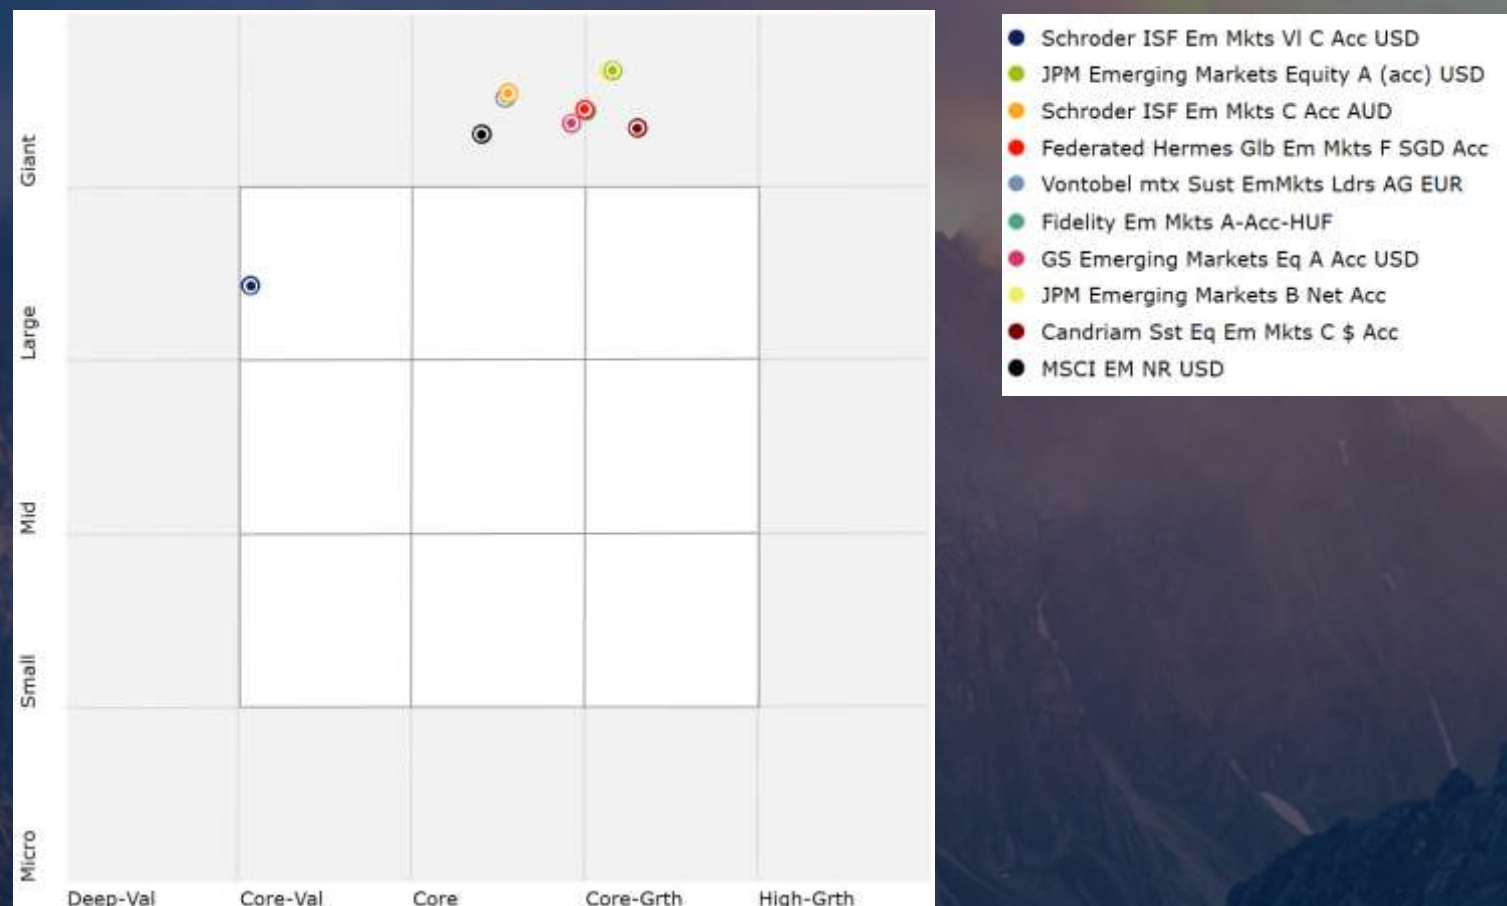 Giant
Large
Mid
Small
Micro
Deep-Val
Core-Val
Core
Core-Grth
High-Grth
Schroder ISF Em Mkts Vl C Acc USD
JPM Emerging Markets Equity A (acc) USD
Schroder ISF Em Mkts C Acc AUD
Federated Hermes Glb Em Mkts F SGD Acc
Vontobel mtx Sust EmMkts Ldrs AG EUR
Fidelity Em Mkts A-Acc-HUF
GS Emerging Markets Eq A Acc USD
JPM Emerging Markets B Net Acc
Candriam Sst Eq Em Mkts C $ Acc
MSCI EM NR USD